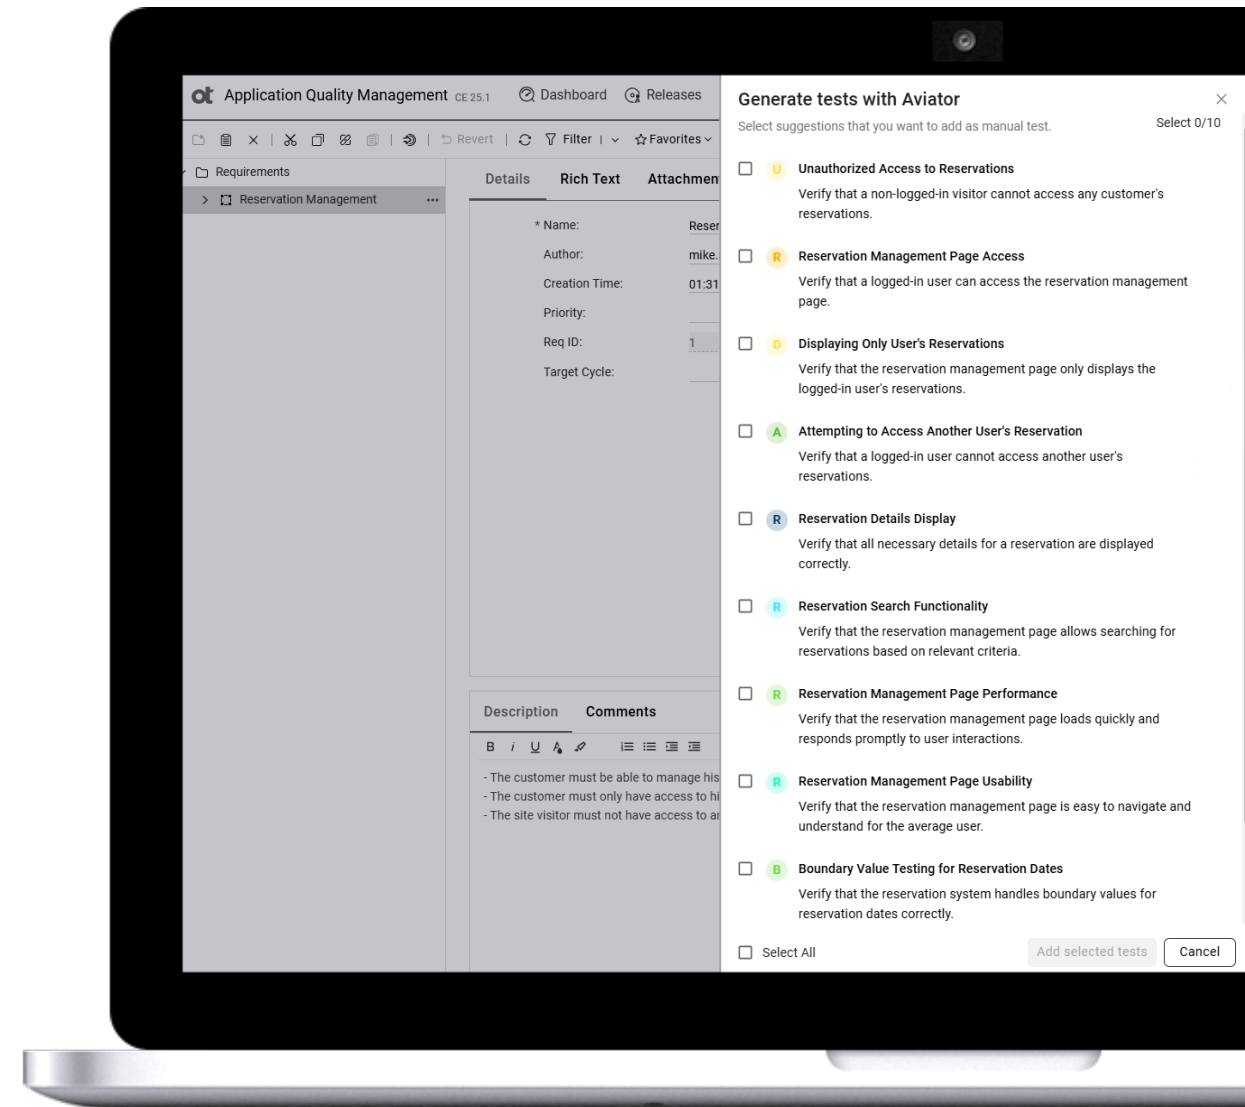 ot Application Quality Management CE 25.1 Dashboard Releases
Revert Filter Favorites
Requirements
Reservation Management
Details Rich Text Attachmen
* Name: Reser
Author: mike.
Creation Time: 01:31
Priority:
Req ID: 1
Target Cycle:
Description Comments
B i U A
- The customer must be able to manage his
- The customer must only have access to hi
- The site visitor must not have access to ar
Generate tests with Aviator
Select suggestions that you want to add as manual test.
Select 0/10
U Unauthorized Access to Reservations
Verify that a non-logged-in visitor cannot access any customer's
reservations.
R Reservation Management Page Access
Verify that a logged-in user can access the reservation management
page.
D Displaying Only User's Reservations
Verify that the reservation management page only displays the
logged-in user's reservations.
A Attempting to Access Another User's Reservation
Verify that a logged-in user cannot access another user's
reservations.
R Reservation Details Display
Verify that all necessary details for a reservation are displayed
correctly.
R Reservation Search Functionality
Verify that the reservation management page allows searching for
reservations based on relevant criteria.
R Reservation Management Page Performance
Verify that the reservation management page loads quickly and
responds promptly to user interactions.
R Reservation Management Page Usability
Verify that the reservation management page is easy to navigate and
understand for the average user.
B Boundary Value Testing for Reservation Dates
Verify that the reservation system handles boundary values for
reservation dates correctly.
Select All
Add selected tests
Cancel